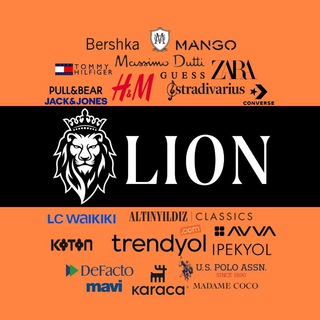 Bershka MANGO
TOMMY HILFIGER Massimo Dutti GUESS ZARA
PULL&BEAR H&M Stradivarius CONVERSE
JACK&JONES
LION
LC WAIKIKI ALTINYILDIZ CLASSICS
KOTON trendyol.com AVVA
IPEKYOL
DeFacto U.S. POLO ASSN.
SINCE 1890
mavi karaca MADAME COCO